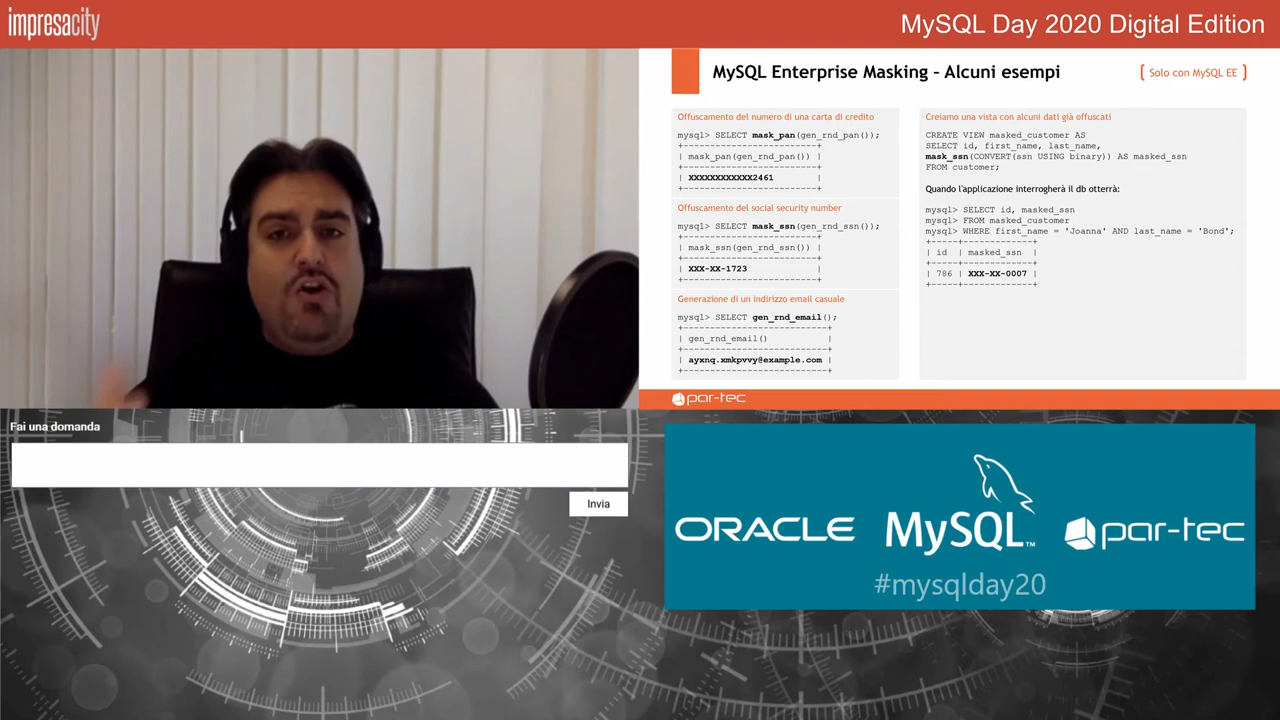 impresacity
MySQL Day 2020 Digital Edition
MySQL Enterprise Masking – Alcuni esempi
[ Solo con MySQL EE ]
Offuscamento del numero di una carta di credito
mysql> SELECT mask_pan(gen_rnd_pan());
+-------------------------+
| mask_pan(gen_rnd_pan()) |
+-------------------------+
| XXXXXXXXXXXX2461 |
+-------------------------+
Offuscamento del social security number
mysql> SELECT mask_ssn(gen_rnd_ssn());
+-------------------------+
| mask_ssn(gen_rnd_ssn()) |
+-------------------------+
| XXX-XX-1723 |
+-------------------------+
Generazione di un indirizzo email casuale
mysql> SELECT gen_rnd_email();
+---------------------------+
| gen_rnd_email() |
+---------------------------+
| ayxnq.xmkpvvy@example.com |
+---------------------------+
Creiamo una vista con alcuni dati già offuscati
CREATE VIEW masked_customer AS
SELECT id, first_name, last_name,
mask_ssn(CONVERT(ssn USING binary)) AS masked_ssn
FROM customer;
Quando l'applicazione interrogherà il db otterrà:
mysql> SELECT id, masked_ssn
mysql> FROM masked_customer
mysql> WHERE first_name = 'Joanna' AND last_name = 'Bond';
+-----+-------------+
| id | masked_ssn |
+-----+-------------+
| 786 | XXX-XX-0007 |
+-----+-------------+
par-tec
Fai una domanda
Invia
ORACLE
MySQL™
par-tec
#mysqlday20